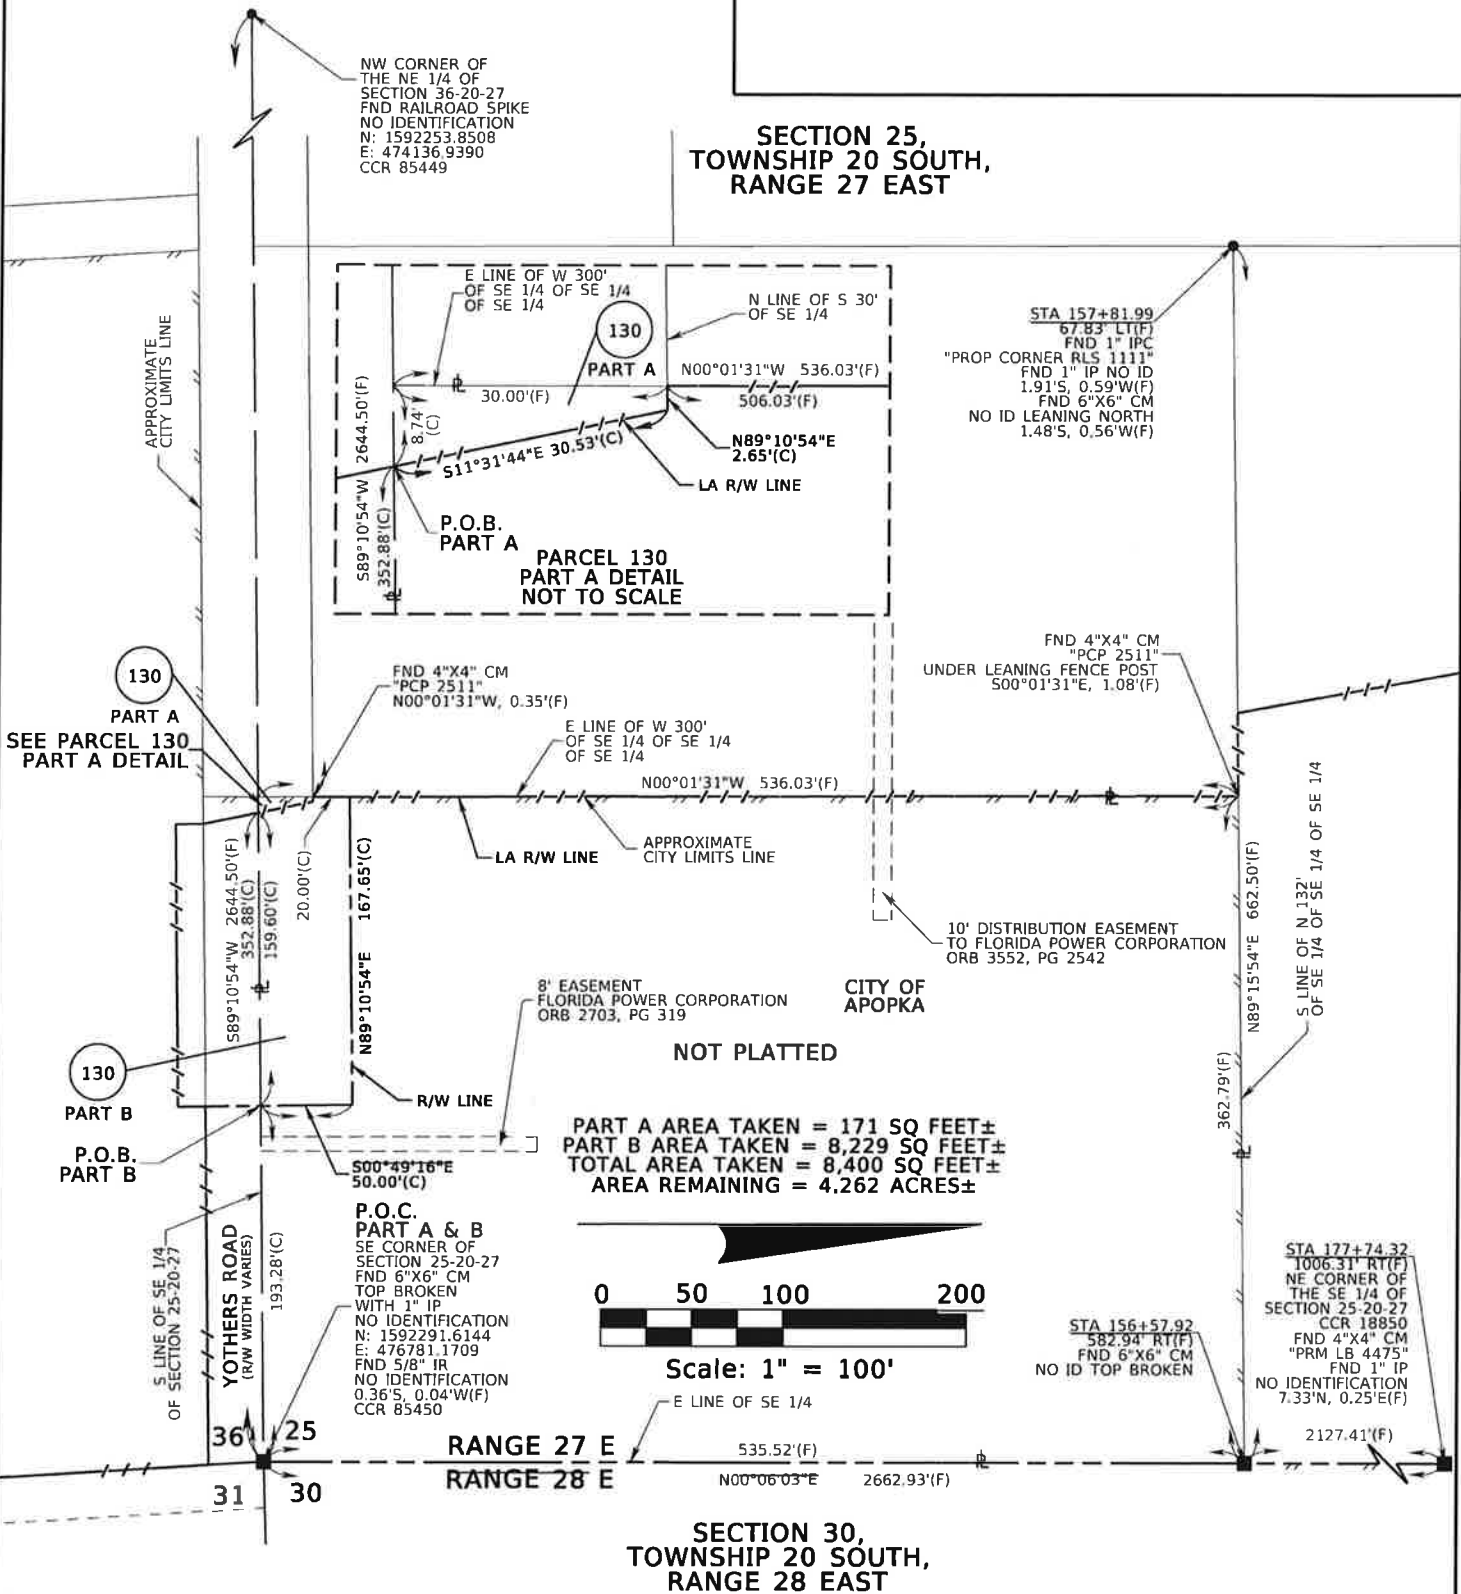 NW CORNER OF
THE NE 1/4 OF
SECTION 36-20-27
FND RAILROAD SPIKE
NO IDENTIFICATION
N: 1592253.8508
E: 474136.9390
CCR 85449
SECTION 25,
TOWNSHIP 20 SOUTH,
RANGE 27 EAST
APPROXIMATE
CITY LIMITS LINE
E LINE OF W 300'
OF SE 1/4 OF SE 1/4
OF SE 1/4
130
PART A
N LINE OF S 30'
OF SE 1/4
N00°01'31"W 536.03'(F)
506.03'(F)
30.00'(F)
8.74'
(C)
S89°10'54"W 2644.50'(F)
352.88'(C)
S11°31'44"E 30.53'(C)
N89°10'54"E
2.65'(C)
LA R/W LINE
P.O.B.
PART A
PARCEL 130
PART A DETAIL
NOT TO SCALE
STA 157+81.99
67.83' LT(F)
FND 1" IPC
"PROP CORNER RLS 1111"
FND 1" IP NO ID
1.91'S, 0.59'W(F)
FND 6"X6" CM
NO ID LEANING NORTH
1.48'S, 0.56'W(F)
130
PART A
SEE PARCEL 130
PART A DETAIL
FND 4"X4" CM
"PCP 2511"
N00°01'31"W, 0.35'(F)
E LINE OF W 300'
OF SE 1/4 OF SE 1/4
OF SE 1/4
N00°01'31"W 536.03'(F)
FND 4"X4" CM
"PCP 2511"
UNDER LEANING FENCE POST
S00°01'31"E, 1.08'(F)
LA R/W LINE
APPROXIMATE
CITY LIMITS LINE
S89°10'54"W 2644.50'(F)
352.88'(C)
159.60'(C)
20.00'(C)
N89°10'54"E 167.65'(C)
10' DISTRIBUTION EASEMENT
TO FLORIDA POWER CORPORATION
ORB 3552, PG 2542
8' EASEMENT
FLORIDA POWER CORPORATION
ORB 2703, PG 319
CITY OF
APOPKA
NOT PLATTED
N89°15'54"E 662.50'(F)
362.79'(F)
S LINE OF N 132'
OF SE 1/4 OF SE 1/4 OF SE 1/4
130
PART B
R/W LINE
P.O.B.
PART B
S00°49'16"E
50.00'(C)
PART A AREA TAKEN = 171 SQ FEET±
PART B AREA TAKEN = 8,229 SQ FEET±
TOTAL AREA TAKEN = 8,400 SQ FEET±
AREA REMAINING = 4.262 ACRES±
S LINE OF SE 1/4
OF SECTION 25-20-27
YOTHERS ROAD
(R/W WIDTH VARIES)
193.28'(C)
P.O.C.
PART A & B
SE CORNER OF
SECTION 25-20-27
FND 6"X6" CM
TOP BROKEN
WITH 1" IP
NO IDENTIFICATION
N: 1592291.6144
E: 476781.1709
FND 5/8" IR
NO IDENTIFICATION
0.36'S, 0.04'W(F)
CCR 85450
0 50 100 200
Scale: 1" = 100'
E LINE OF SE 1/4
STA 156+57.92
582.94' RT(F)
FND 6"X6" CM
NO ID TOP BROKEN
STA 177+74.32
1006.31' RT(F)
NE CORNER OF
THE SE 1/4 OF
SECTION 25-20-27
CCR 18850
FND 4"X4" CM
"PRM LB 4475"
FND 1" IP
NO IDENTIFICATION
7.33'N, 0.25'E(F)
2127.41'(F)
36 25
31 30
RANGE 27 E
RANGE 28 E
535.52'(F)
N00°06'03"E 2662.93'(F)
SECTION 30,
TOWNSHIP 20 SOUTH,
RANGE 28 EAST